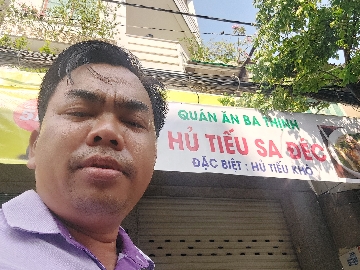 QUÁN ĂN BA THỊNH
HỦ TIẾU SA ĐÉC
ĐẶC BIỆT : HỦ TIẾU KHÔ